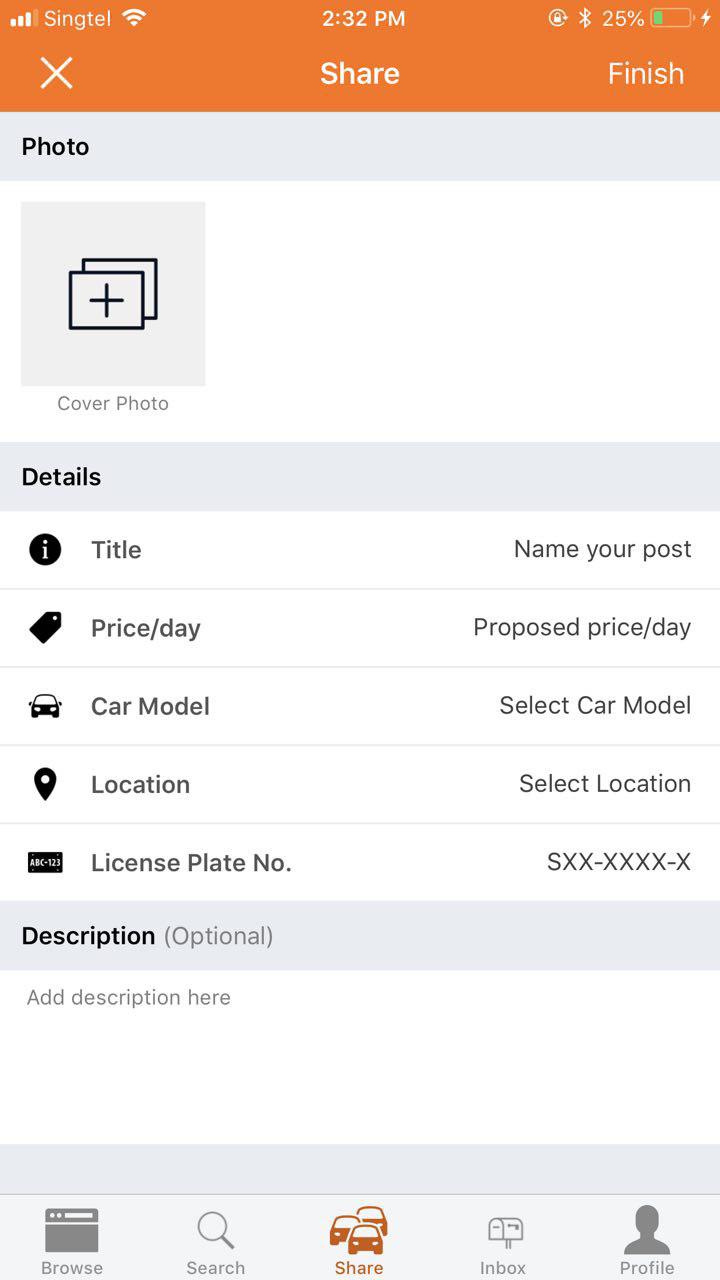 Singtel 2:32 PM 25%
Share Finish
Photo
Cover Photo
Details
Title Name your post
Price/day Proposed price/day
Car Model Select Car Model
Location Select Location
ABC-123 License Plate No. SXX-XXXX-X
Description (Optional)
Add description here
Browse Search Share Inbox Profile